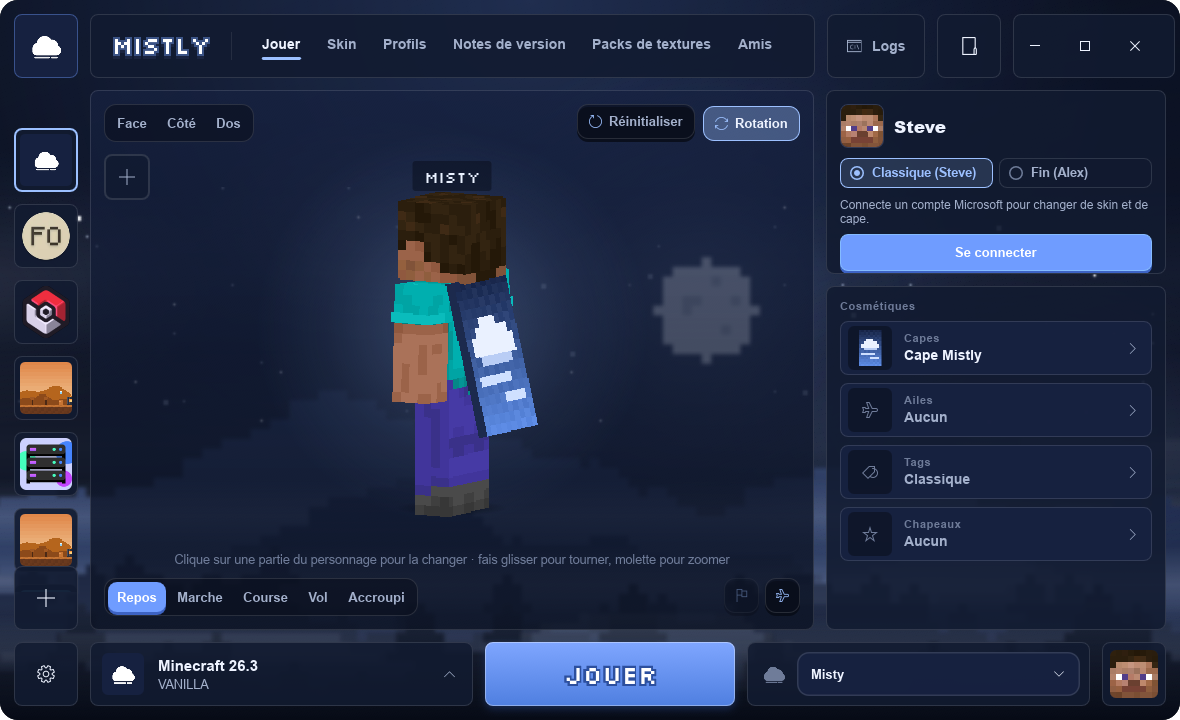 MISTLY
Jouer
Skin
Profils
Notes de version
Packs de textures
Amis
Logs
Face
Côté
Dos
Réinitialiser
Rotation
MISTY
FO
Steve
Classique (Steve)
Fin (Alex)
Connecte un compte Microsoft pour changer de skin et de
cape.
Se connecter
Cosmétiques
Capes
Cape Mistly
Ailes
Aucun
Tags
Classique
Chapeaux
Aucun
Clique sur une partie du personnage pour la changer · fais glisser pour tourner, molette pour zoomer
Repos
Marche
Course
Vol
Accroupi
Minecraft 26.3
VANILLA
JOUER
Misty